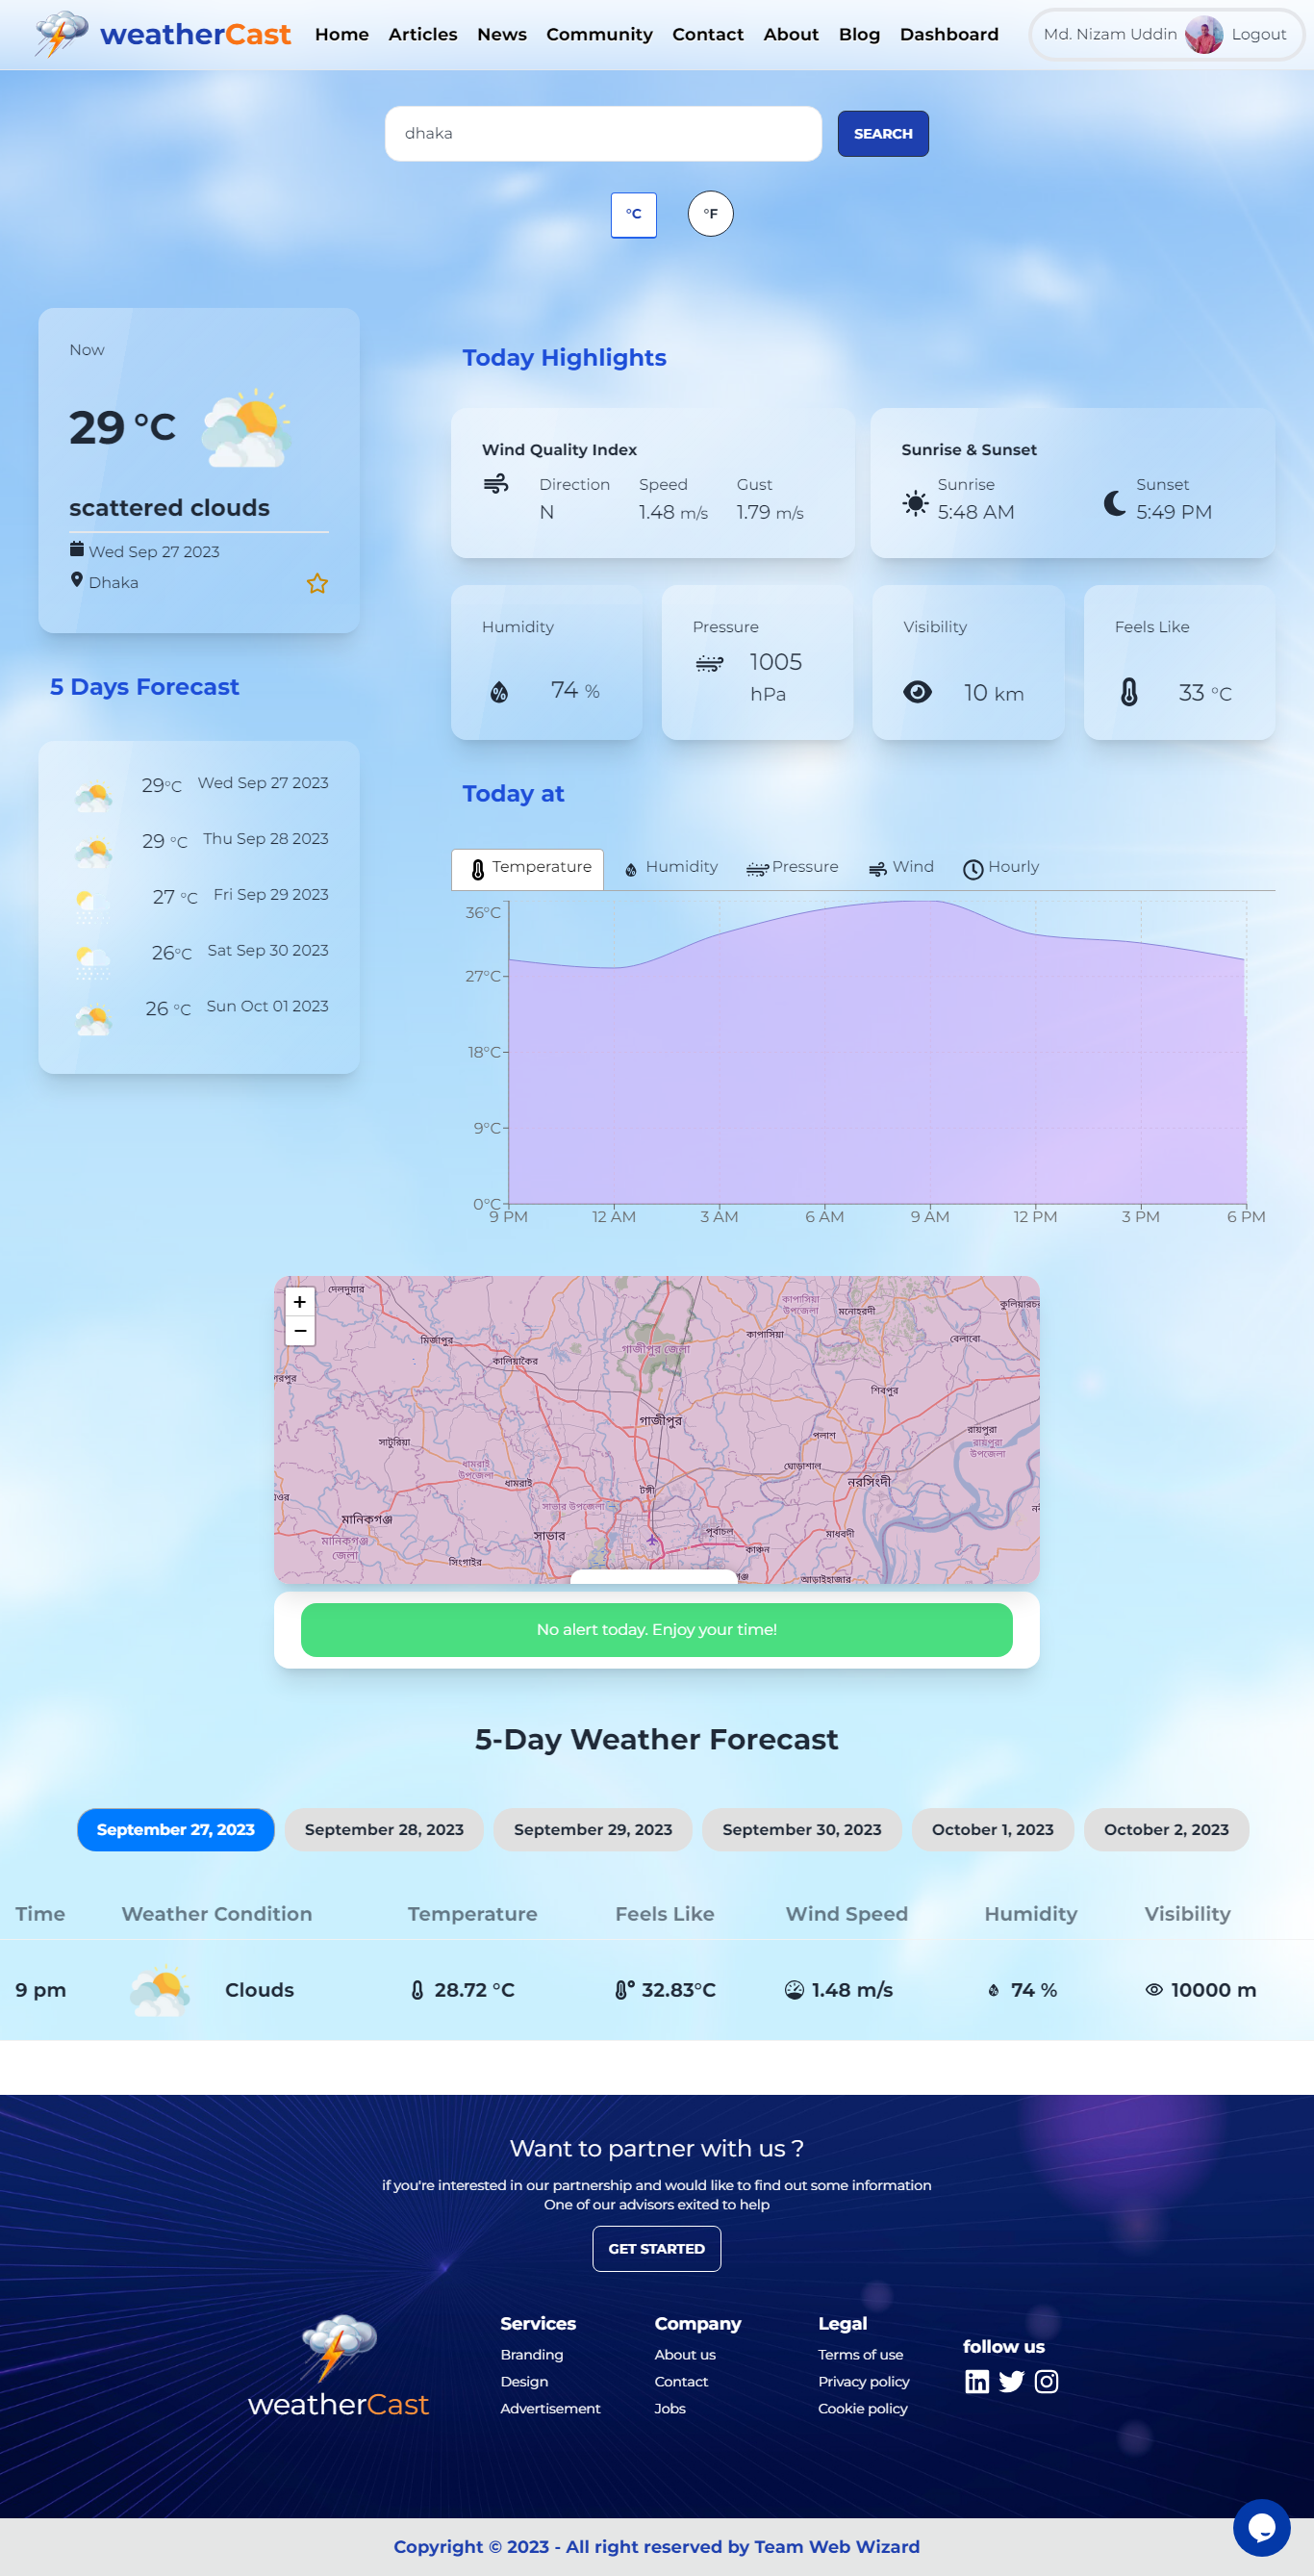 weatherCast Home Articles News Community Contact About Blog Dashboard Md. Nizam Uddin Logout
dhaka SEARCH
°C °F
Now
29 °C
scattered clouds
Wed Sep 27 2023
Dhaka
5 Days Forecast
29°C Wed Sep 27 2023
29 °C Thu Sep 28 2023
27 °C Fri Sep 29 2023
26°C Sat Sep 30 2023
26 °C Sun Oct 01 2023
Today Highlights
Wind Quality Index
Direction Speed Gust
N 1.48 m/s 1.79 m/s
Sunrise & Sunset
Sunrise Sunset
5:48 AM 5:49 PM
Humidity
74 %
Pressure
1005
hPa
Visibility
10 km
Feels Like
33 °C
Today at
Temperature Humidity Pressure Wind Hourly
36°C
27°C
18°C
9°C
0°C
9 PM 12 AM 3 AM 6 AM 9 AM 12 PM 3 PM 6 PM
+
−
দেলদুয়ার
কাপাসিয়া
উপজেলা
মনোহরদী
মির্জাপুর
কাপাসিয়া
বেলাবো
গাজীপুর জেলা
কালিয়াকৈর
শিবপুর
গাজীপুর
রায়পুরা
রায়পুরা
উপজেলা
সাটুরিয়া
পলাশ
ধামরাই
উপজেলা
ঘোড়াশাল
ধামরাই
নরসিংদী
টঙ্গী
সাভার উপজেলা
মানিকগঞ্জ
মানিকগঞ্জ
জেলা
সাভার
পূর্বাচল
মাধবদী
কাঞ্চন
সিংগাইর
আড়াইহাজার
No alert today. Enjoy your time!
5-Day Weather Forecast
September 27, 2023 September 28, 2023 September 29, 2023 September 30, 2023 October 1, 2023 October 2, 2023
Time Weather Condition Temperature Feels Like Wind Speed Humidity Visibility
9 pm Clouds 28.72 °C 32.83°C 1.48 m/s 74 % 10000 m
Want to partner with us ?
if you're interested in our partnership and would like to find out some information
One of our advisors exited to help
GET STARTED
weatherCast
Services
Branding
Design
Advertisement
Company
About us
Contact
Jobs
Legal
Terms of use
Privacy policy
Cookie policy
follow us
Copyright © 2023 - All right reserved by Team Web Wizard